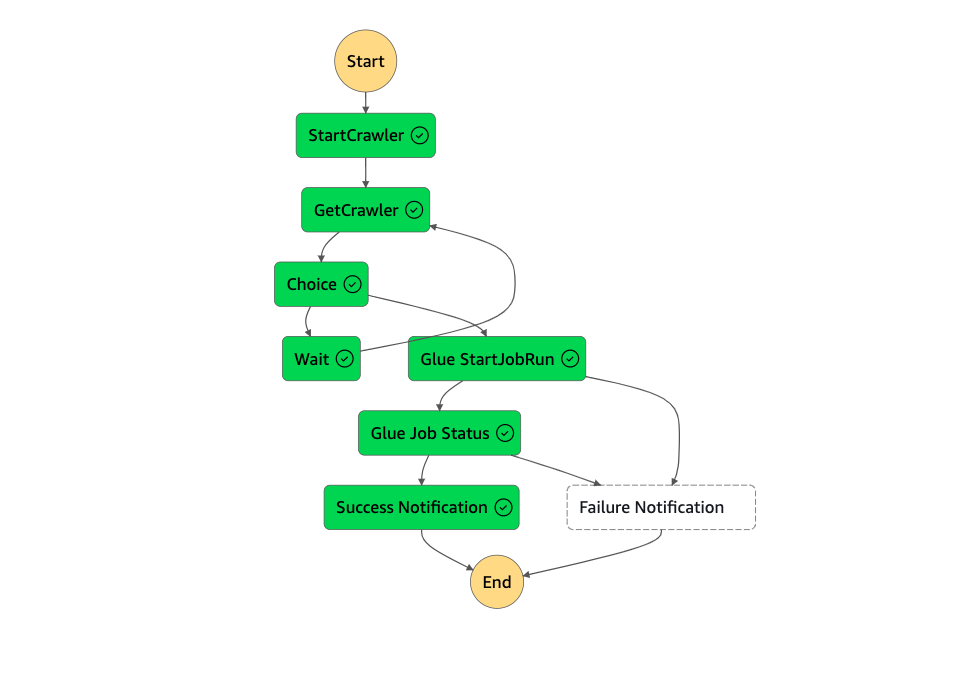 Start
StartCrawler
GetCrawler
Choice
Wait
Glue StartJobRun
Glue Job Status
Success Notification
Failure Notification
End